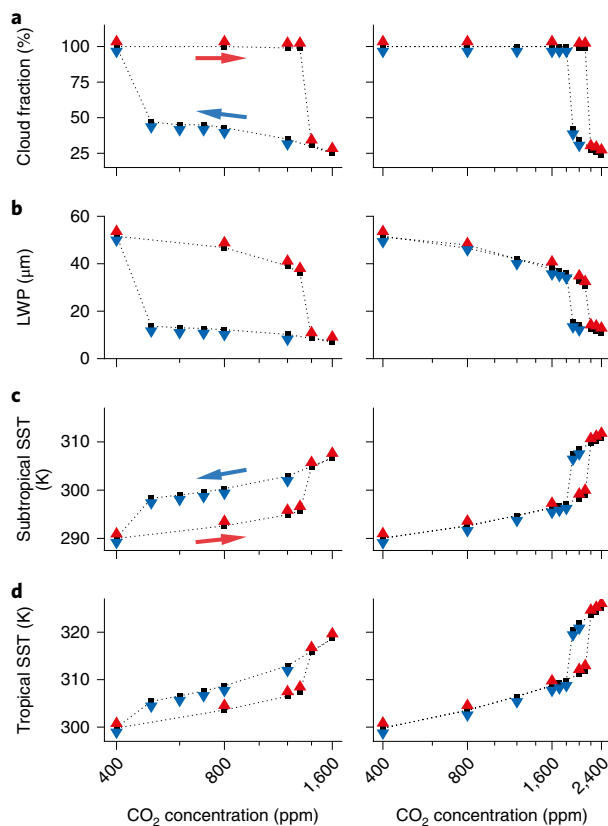 a
Cloud fraction (%)
100
75
50
25
b
LWP (μm)
60
40
20
0
c
Subtropical SST
(K)
310
300
290
d
Tropical SST (K)
320
310
300
400
800
1,600
400
800
1,600
2,400
CO2 concentration (ppm)
CO2 concentration (ppm)